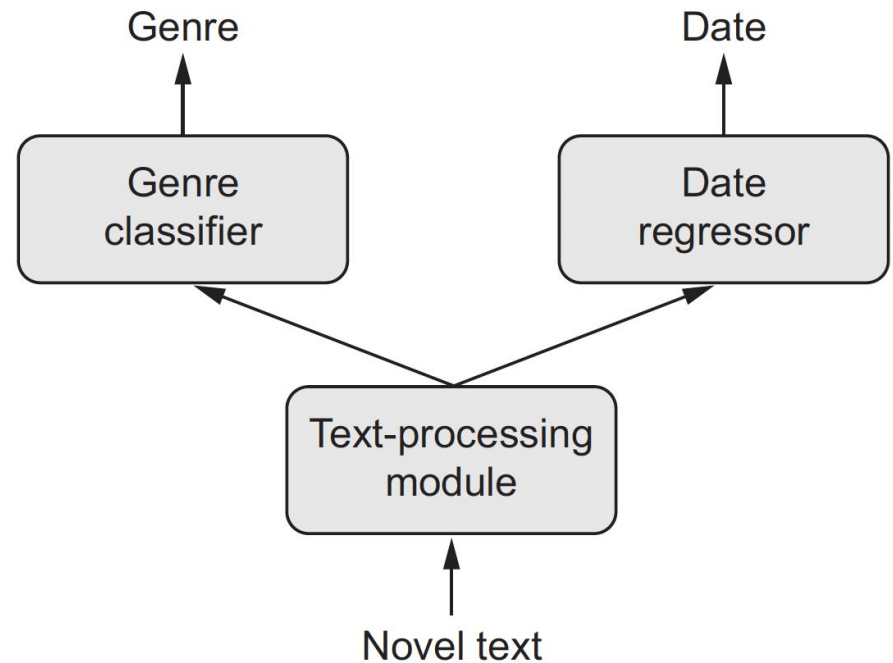 Genre
Date
Genre
classifier
Date
regressor
Text-processing
module
Novel text